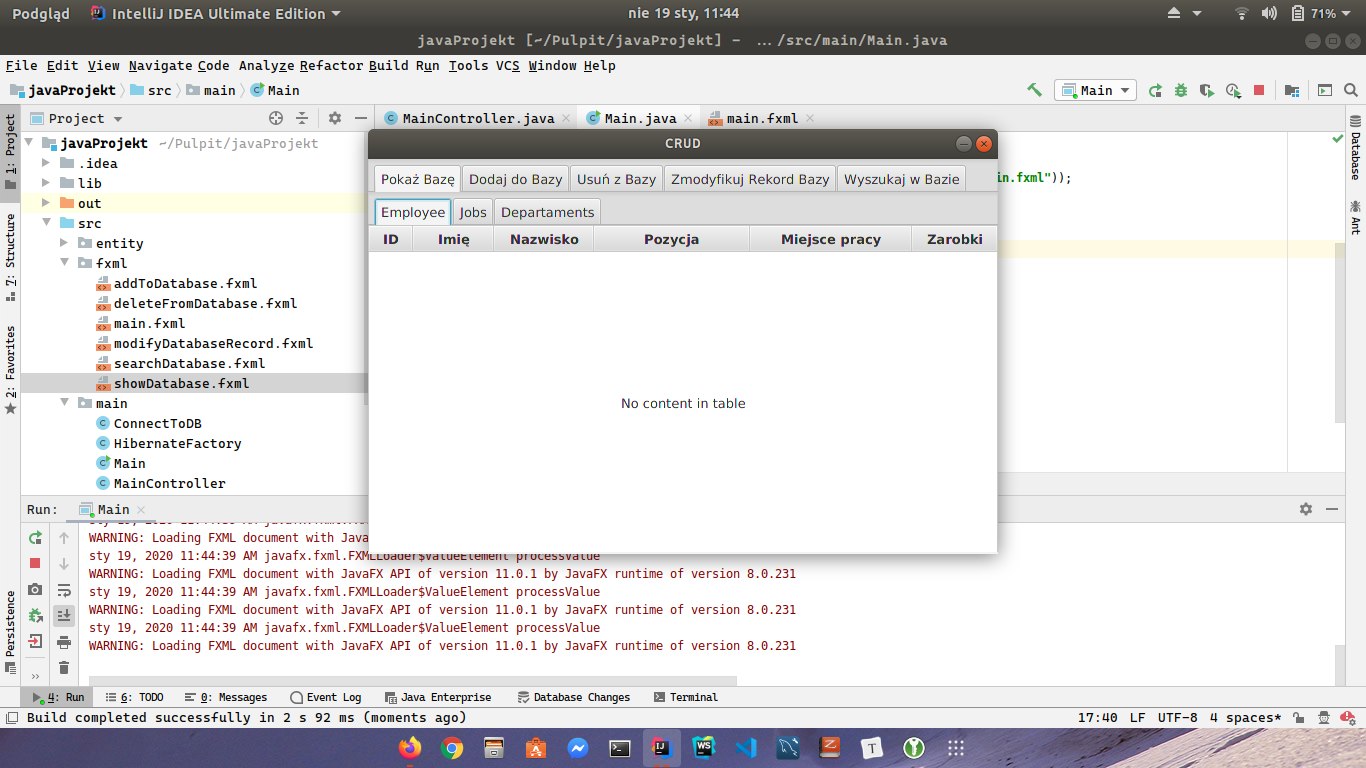 Podgląd IntelliJ IDEA Ultimate Edition nie 19 sty, 11:44 71%
javaProjekt [~/Pulpit/javaProjekt] – .../src/main/Main.java
File Edit View Navigate Code Analyze Refactor Build Run Tools VCS Window Help
javaProjekt src main Main Main
1: Project
7: Structure
2: Favorites
Persistence
Project
MainController.java Main.java main.fxml
javaProjekt ~/Pulpit/javaProjekt
.idea
lib
out
src
entity
fxml
addToDatabase.fxml
deleteFromDatabase.fxml
main.fxml
modifyDatabaseRecord.fxml
searchDatabase.fxml
showDatabase.fxml
main
ConnectToDB
HibernateFactory
Main
MainController
in.fxml"));
Database
Ant
CRUD
Pokaż Bazę Dodaj do Bazy Usuń z Bazy Zmodyfikuj Rekord Bazy Wyszukaj w Bazie
Employee Jobs Departaments
ID Imię Nazwisko Pozycja Miejsce pracy Zarobki
No content in table
Run: Main
WARNING: Loading FXML document with Java
sty 19, 2020 11:44:39 AM javafx.fxml.FXMLLoader$ValueElement processValue
WARNING: Loading FXML document with JavaFX API of version 11.0.1 by JavaFX runtime of version 8.0.231
sty 19, 2020 11:44:39 AM javafx.fxml.FXMLLoader$ValueElement processValue
WARNING: Loading FXML document with JavaFX API of version 11.0.1 by JavaFX runtime of version 8.0.231
sty 19, 2020 11:44:39 AM javafx.fxml.FXMLLoader$ValueElement processValue
WARNING: Loading FXML document with JavaFX API of version 11.0.1 by JavaFX runtime of version 8.0.231
4: Run 6: TODO 0: Messages Event Log Java Enterprise Database Changes Terminal
Build completed successfully in 2 s 92 ms (moments ago) 17:40 LF UTF-8 4 spaces*